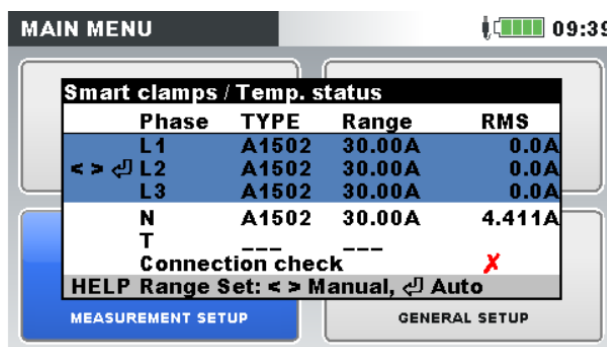 MAIN MENU 09:39
Smart clamps / Temp. status
Phase TYPE Range RMS
L1 A1502 30.00A 0.0A
< > ⏎ L2 A1502 30.00A 0.0A
L3 A1502 30.00A 0.0A
N A1502 30.00A 4.411A
T ___ ___
Connection check ✗
HELP Range Set: < > Manual, ⏎ Auto
MEASUREMENT SETUP GENERAL SETUP